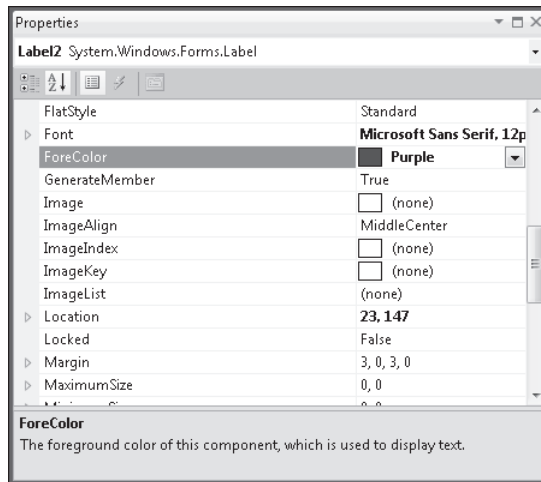 Properties
Label2 System.Windows.Forms.Label
FlatStyle Standard
Font Microsoft Sans Serif, 12p
ForeColor Purple
GenerateMember True
Image (none)
ImageAlign MiddleCenter
ImageIndex (none)
ImageKey (none)
ImageList (none)
Location 23, 147
Locked False
Margin 3, 0, 3, 0
MaximumSize 0, 0
ForeColor
The foreground color of this component, which is used to display text.